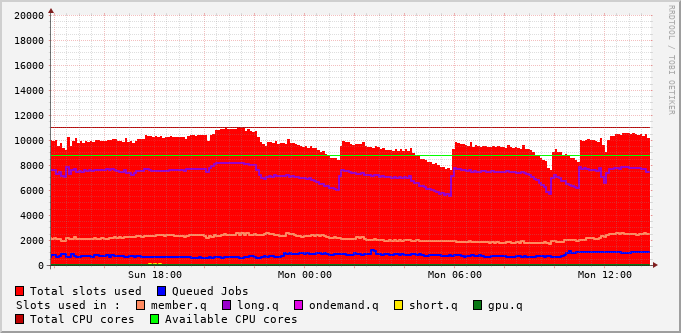 20000
18000
16000
14000
12000
10000
8000
6000
4000
2000
0
Sun 18:00 Mon 00:00 Mon 06:00 Mon 12:00
RRDTOOL / TOBI OETIKER
Total slots used Queued Jobs
Slots used in : member.q long.q ondemand.q short.q gpu.q
Total CPU cores Available CPU cores